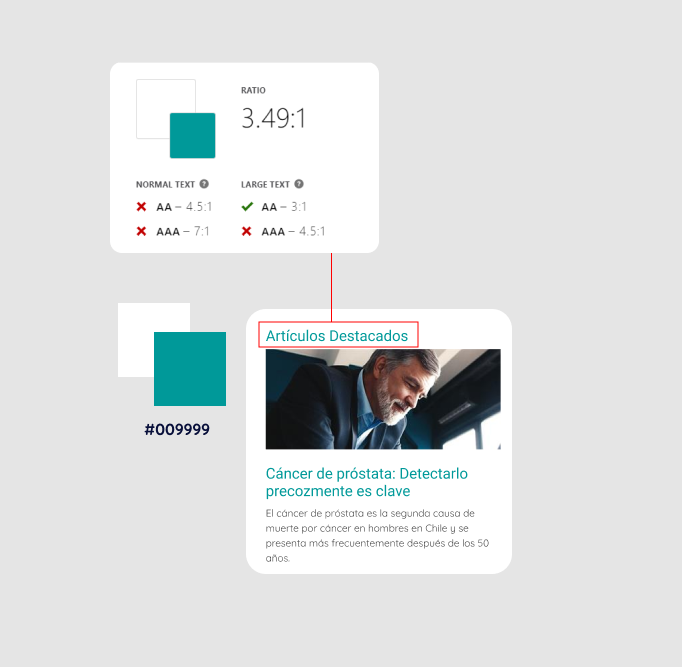 RATIO
3.49:1
NORMAL TEXT ?
LARGE TEXT ?
AA – 4.5:1
AA – 3:1
AAA – 7:1
AAA – 4.5:1
#009999
Artículos Destacados
Cáncer de próstata: Detectarlo
precozmente es clave
El cáncer de próstata es la segunda causa de
muerte por cáncer en hombres en Chile y se
presenta más frecuentemente después de los 50
años.